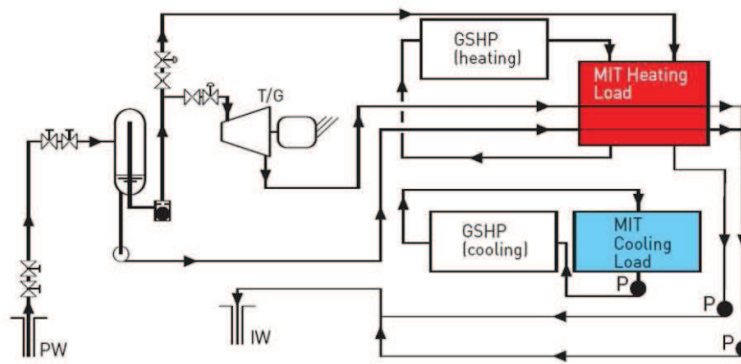 GSHP
(heating)
MIT Heating
Load
T/G
GSHP
(cooling)
MIT
Cooling
Load
P
P
P
PW
IW